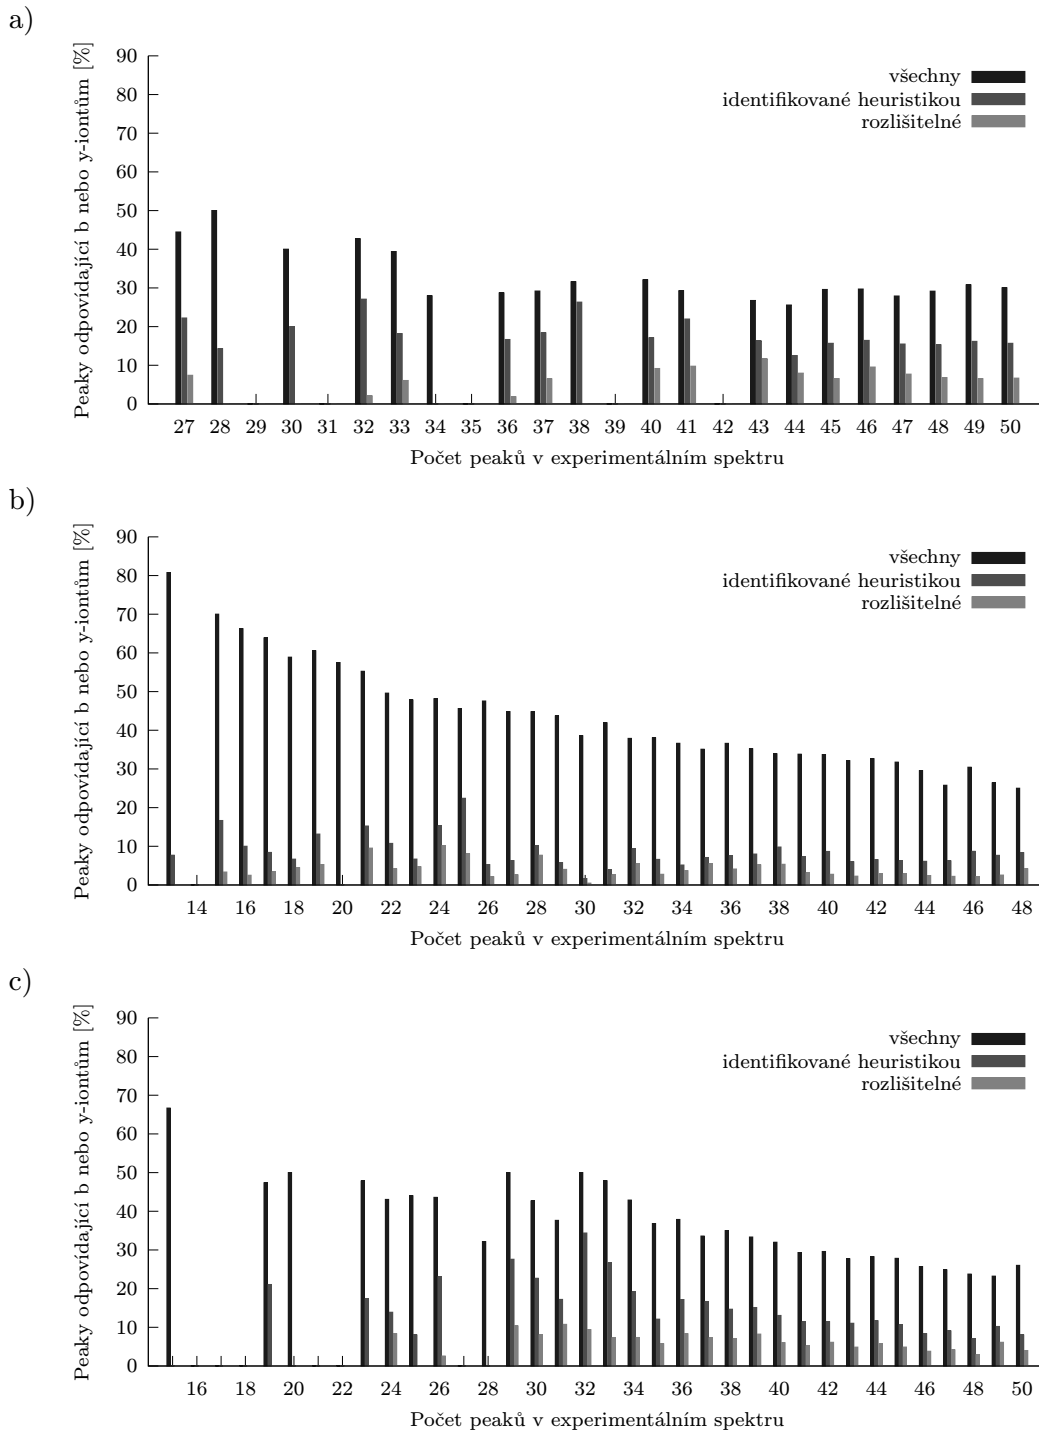 a)
Peaky odpovídající b nebo y-iontům [%]
90
80
70
60
50
40
30
20
10
0
všechny
identifikované heuristikou
rozlišitelné
27 28 29 30 31 32 33 34 35 36 37 38 39 40 41 42 43 44 45 46 47 48 49 50
Počet peaků v experimentálním spektru
b)
Peaky odpovídající b nebo y-iontům [%]
90
80
70
60
50
40
30
20
10
0
všechny
identifikované heuristikou
rozlišitelné
14 16 18 20 22 24 26 28 30 32 34 36 38 40 42 44 46 48
Počet peaků v experimentálním spektru
c)
Peaky odpovídající b nebo y-iontům [%]
90
80
70
60
50
40
30
20
10
0
všechny
identifikované heuristikou
rozlišitelné
16 18 20 22 24 26 28 30 32 34 36 38 40 42 44 46 48 50
Počet peaků v experimentálním spektru